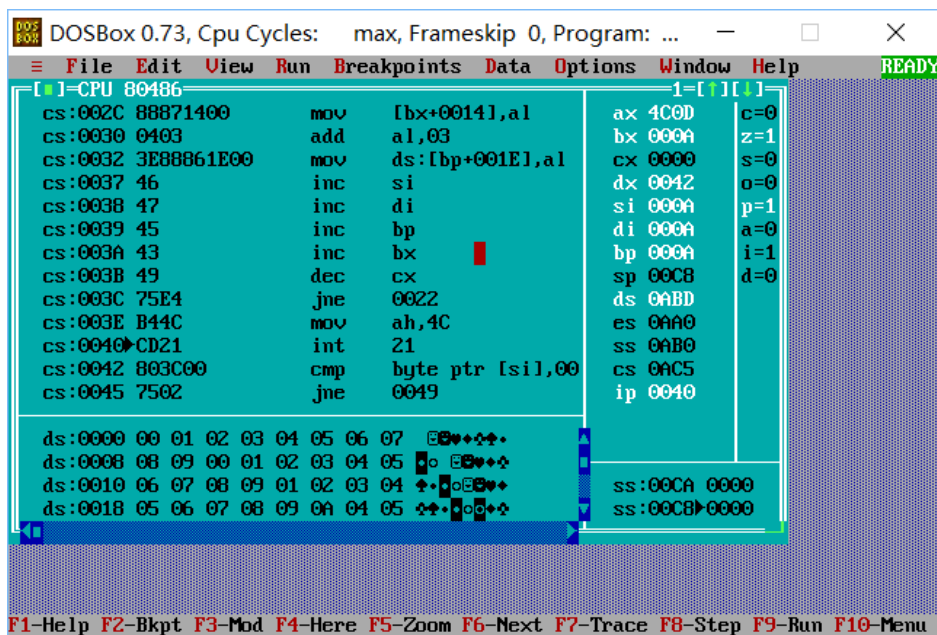 DOSBox 0.73, Cpu Cycles: max, Frameskip 0, Program: ...
≡ File Edit View Run Breakpoints Data Options Window Help READY
[■]=CPU 80486 1=[↑][↓]
cs:002C 88871400 mov [bx+0014],al ax 4C0D c=0
cs:0030 0403 add al,03 bx 000A z=1
cs:0032 3E88861E00 mov ds:[bp+001E],al cx 0000 s=0
cs:0037 46 inc si dx 0042 o=0
cs:0038 47 inc di si 000A p=1
cs:0039 45 inc bp di 000A a=0
cs:003A 43 inc bx bp 000A i=1
cs:003B 49 dec cx sp 00C8 d=0
cs:003C 75E4 jne 0022 ds 0ABD
cs:003E B44C mov ah,4C es 0AA0
cs:0040►CD21 int 21 ss 0AB0
cs:0042 803C00 cmp byte ptr [si],00 cs 0AC5
cs:0045 7502 jne 0049 ip 0040
ds:0000 00 01 02 03 04 05 06 07 ☺☻♥♦♣♠•
ds:0008 08 09 00 01 02 03 04 05 ◘○ ☺☻♥♦♣
ds:0010 06 07 08 09 01 02 03 04 ♠•◘○☺☻♥♦ ss:00CA 0000
ds:0018 05 06 07 08 09 0A 04 05 ♣♠•◘○◙♦♣ ss:00C8►0000
F1-Help F2-Bkpt F3-Mod F4-Here F5-Zoom F6-Next F7-Trace F8-Step F9-Run F10-Menu